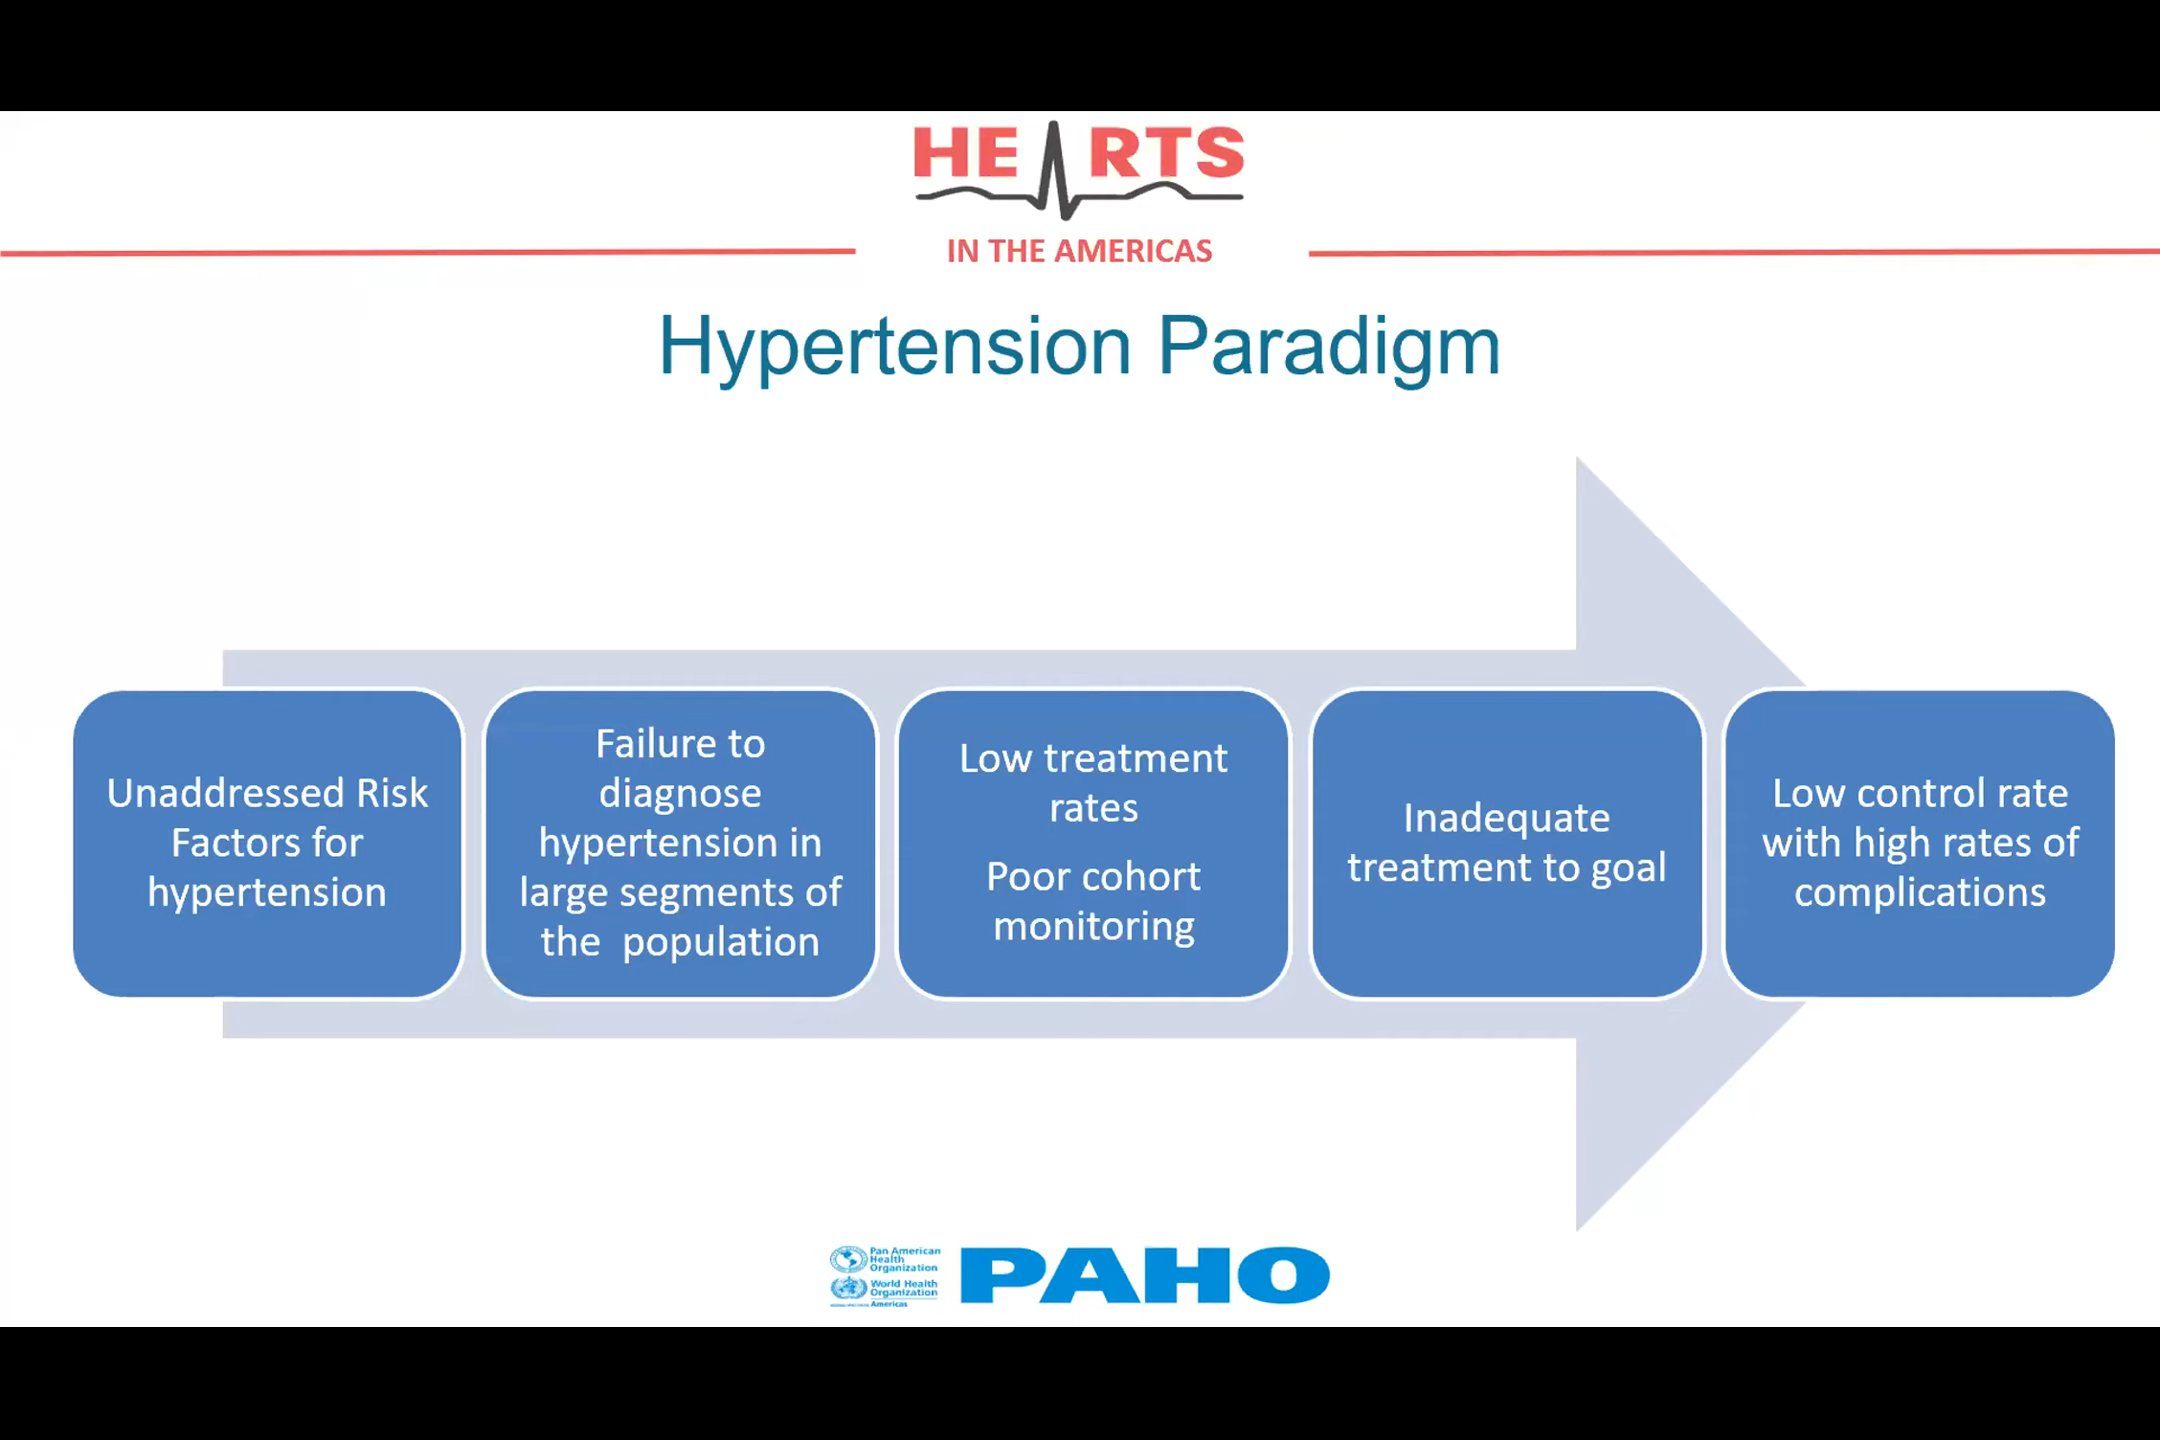 HEARTS
IN THE AMERICAS
Hypertension Paradigm
Unaddressed Risk
Factors for
hypertension
Failure to
diagnose
hypertension in
large segments of
the population
Low treatment
rates
Poor cohort
monitoring
Inadequate
treatment to goal
Low control rate
with high rates of
complications
Pan American
Health
Organization
World Health
Organization
Americas
PAHO